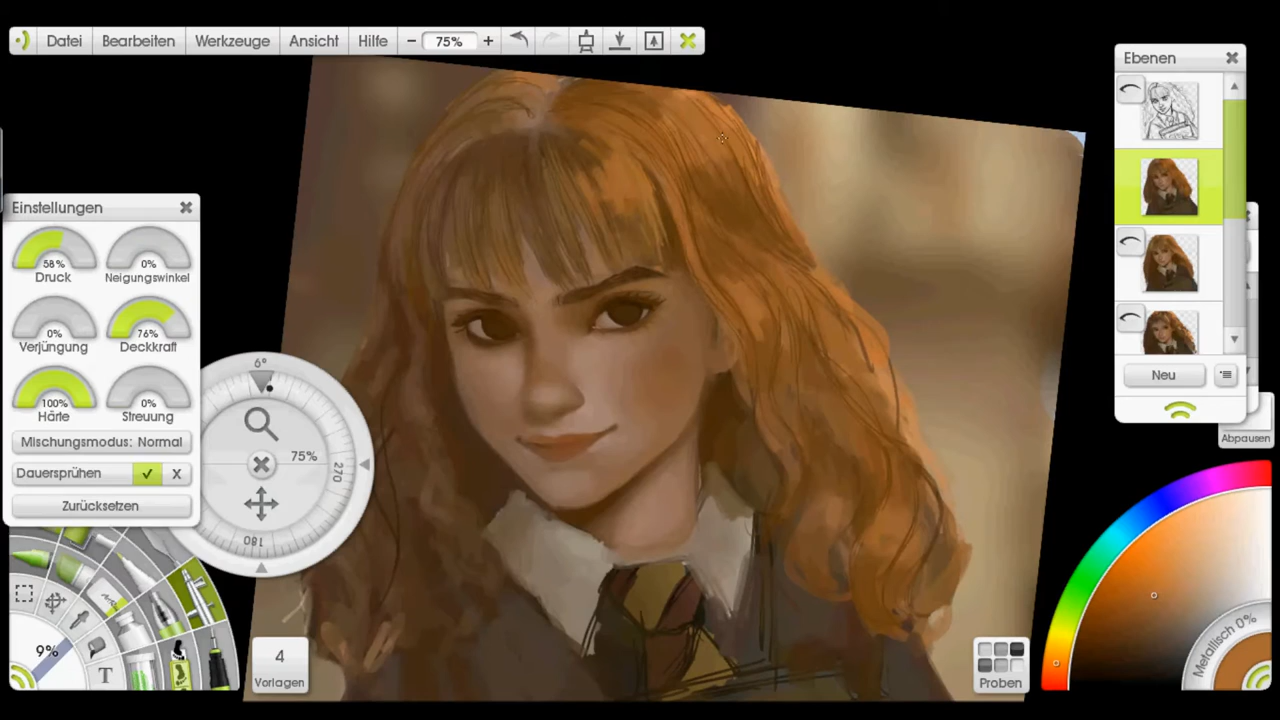 Datei Bearbeiten Werkzeuge Ansicht Hilfe − 75% +
Ebenen
Neu
Abpausen
Einstellungen
58% 0%
Druck Neigungswinkel
0% 76%
Verjüngung Deckkraft
100% 0%
Härte Streuung
Mischungsmodus: Normal
Dauersprühen ✓ X
Zurücksetzen
6°
75%
270
180
9%
T
4
Vorlagen
Proben
Metallisch 0%